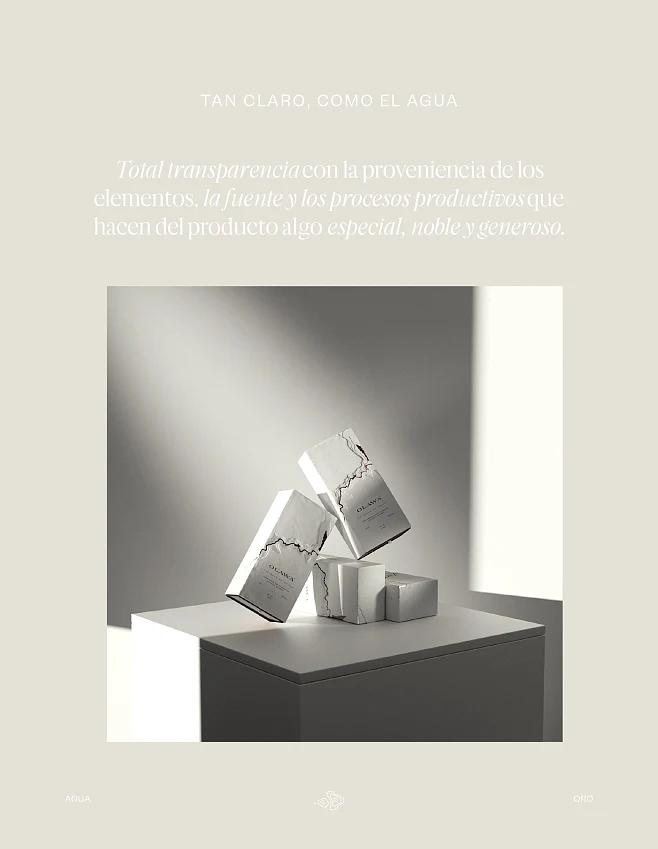 TAN CLARO, COMO EL AGUA
Total transparencia con la proveniencia de los
elementos, la fuente y los procesos productivos que
hacen del producto algo especial, noble y generoso.
OLAWA
OLAWA
AGUA
ORO